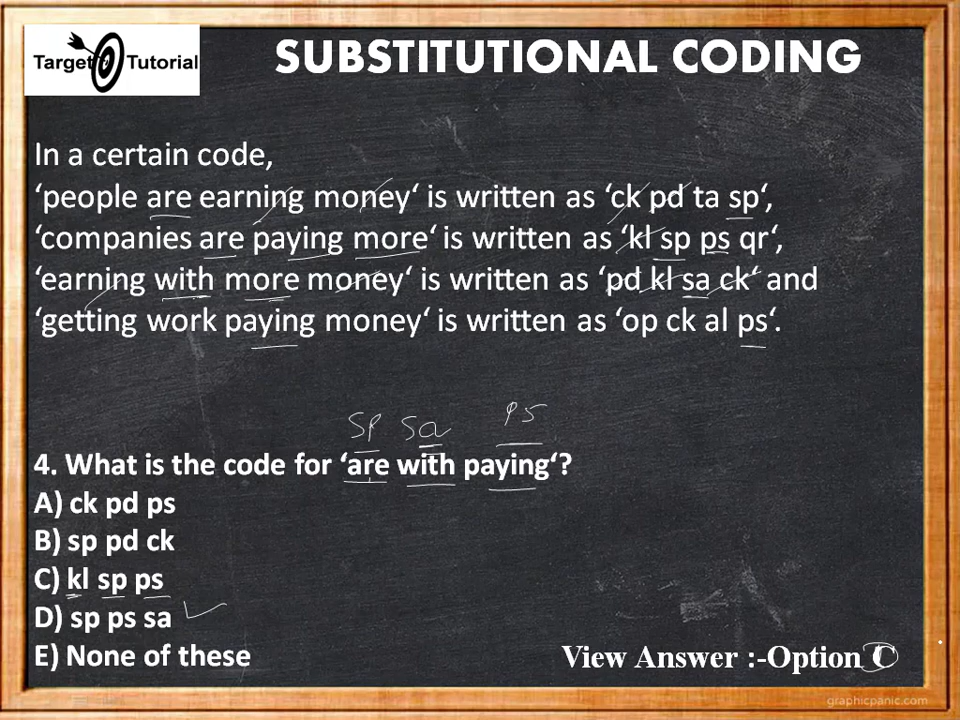 Target Tutorial
SUBSTITUTIONAL CODING
In a certain code,
‘people are earning money‘ is written as ‘ck pd ta sp‘,
‘companies are paying more‘ is written as ‘kl sp ps qr‘,
‘earning with more money‘ is written as ‘pd kl sa ck‘ and
‘getting work paying money‘ is written as ‘op ck al ps‘.
sp sa ps
4. What is the code for ‘are with paying‘?
A) ck pd ps
B) sp pd ck
C) kl sp ps
D) sp ps sa
E) None of these
View Answer :-Option C
graphicpanic.com